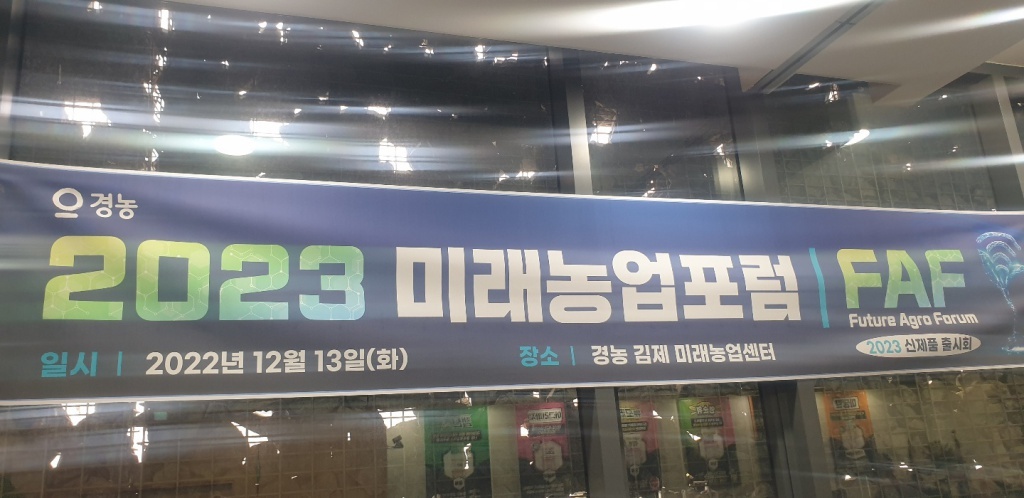 경농
2023 미래농업포럼 | FAF
Future Agro Forum
2023 신제품 출시회
일시 | 2022년 12월 13일(화)
장소 | 경농 김제 미래농업센터